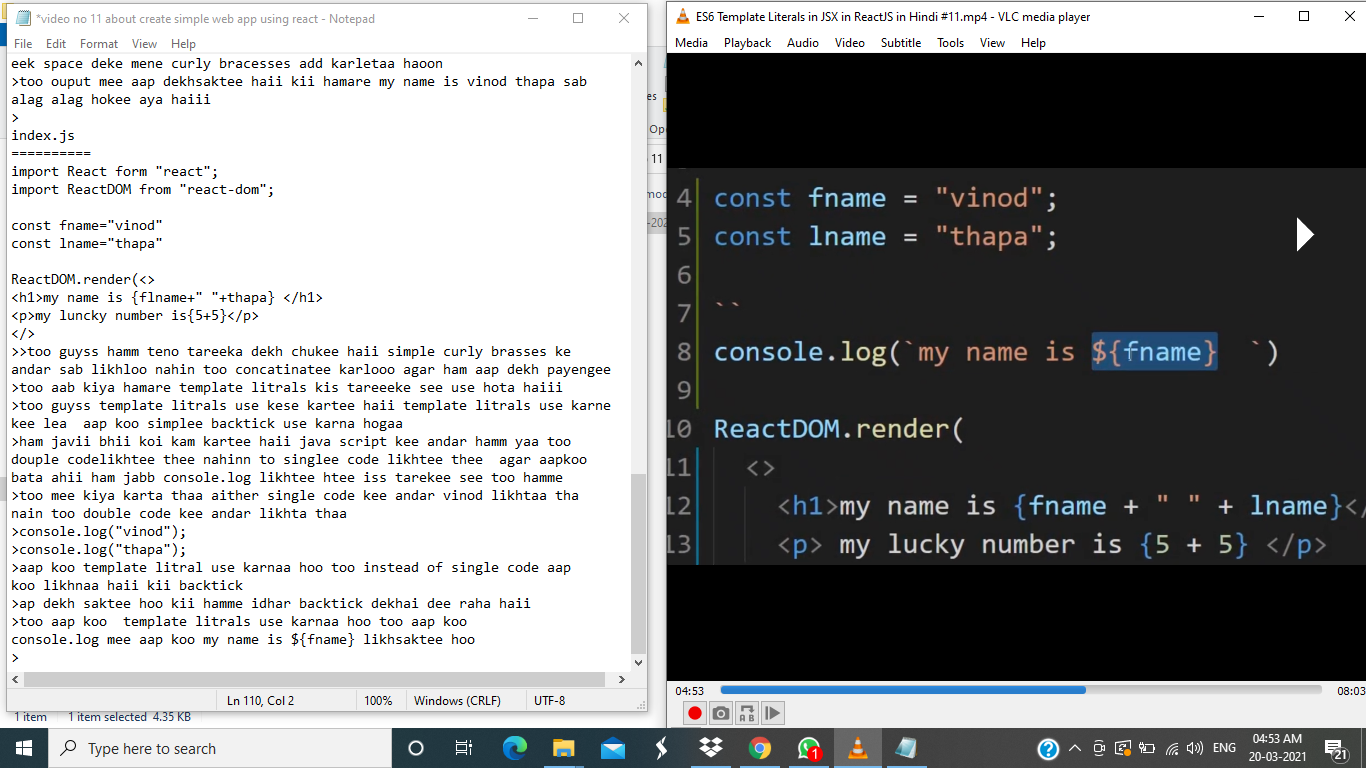 *video no 11 about create simple web app using react - Notepad
File Edit Format View Help
eek space deke mene curly bracesses add karletaa haoon
>too ouput mee aap dekhsaktee haii kii hamare my name is vinod thapa sab
alag alag hokee aya haiii
>
index.js
==========
import React form "react";
import ReactDOM from "react-dom";
const fname="vinod"
const lname="thapa"
ReactDOM.render(<>
<h1>my name is {flname+" "+thapa} </h1>
<p>my luncky number is{5+5}</p>
</>
>>too guyss hamm teno tareeka dekh chukee haii simple curly brasses ke
andar sab likhloo nahin too concatinatee karlooo agar ham aap dekh payengee
>too aab kiya hamare template litrals kis tareeeke see use hota haiii
>too guyss template litrals use kese kartee haii template litrals use karne
kee lea  aap koo simplee backtick use karna hogaa
>ham javii bhii koi kam kartee haii java script kee andar hamm yaa too
douple codelikhtee thee nahinn to singlee code likhtee thee  agar aapkoo
bata ahii ham jabb console.log likhtee htee iss tarekee see too hamme
>too mee kiya karta thaa aither single code kee andar vinod likhtaa tha
nain too double code kee andar likhta thaa
>console.log("vinod");
>console.log("thapa");
>aap koo template litral use karnaa hoo too instead of single code aap
koo likhnaa haii kii backtick
>ap dekh saktee hoo kii hamme idhar backtick dekhai dee raha haii
>too aap koo  template litrals use karnaa hoo too aap koo
console.log mee aap koo my name is ${fname} likhsaktee hoo
>
Ln 110, Col 2 100% Windows (CRLF) UTF-8
1 item 1 item selected 4.35 KB
es
Ope
11
mod
-202
ES6 Template Literals in JSX in ReactJS in Hindi #11.mp4 - VLC media player
Media Playback Audio Video Subtitle Tools View Help
4 const fname = "vinod";
5 const lname = "thapa";
6
7 ``
8 console.log(`my name is ${fname}  `)
9
10 ReactDOM.render(
11 <>
12 <h1>my name is {fname + " " + lname}</
13 <p> my lucky number is {5 + 5} </p>
04:53 08:03
A B
Type here to search
1
ENG
04:53 AM
20-03-2021
21